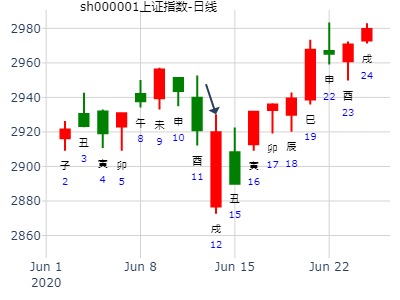 sh000001上证指数-日线
2980
2960
2940
2920
2900
2880
2860
子
2
丑
3
寅
4
卯
5
午
8
未
9
申
10
酉
11
戌
12
丑
15
寅
16
卯
17
辰
18
巳
19
申
22
酉
23
戌
24
Jun 1
2020
Jun 8
Jun 15
Jun 22